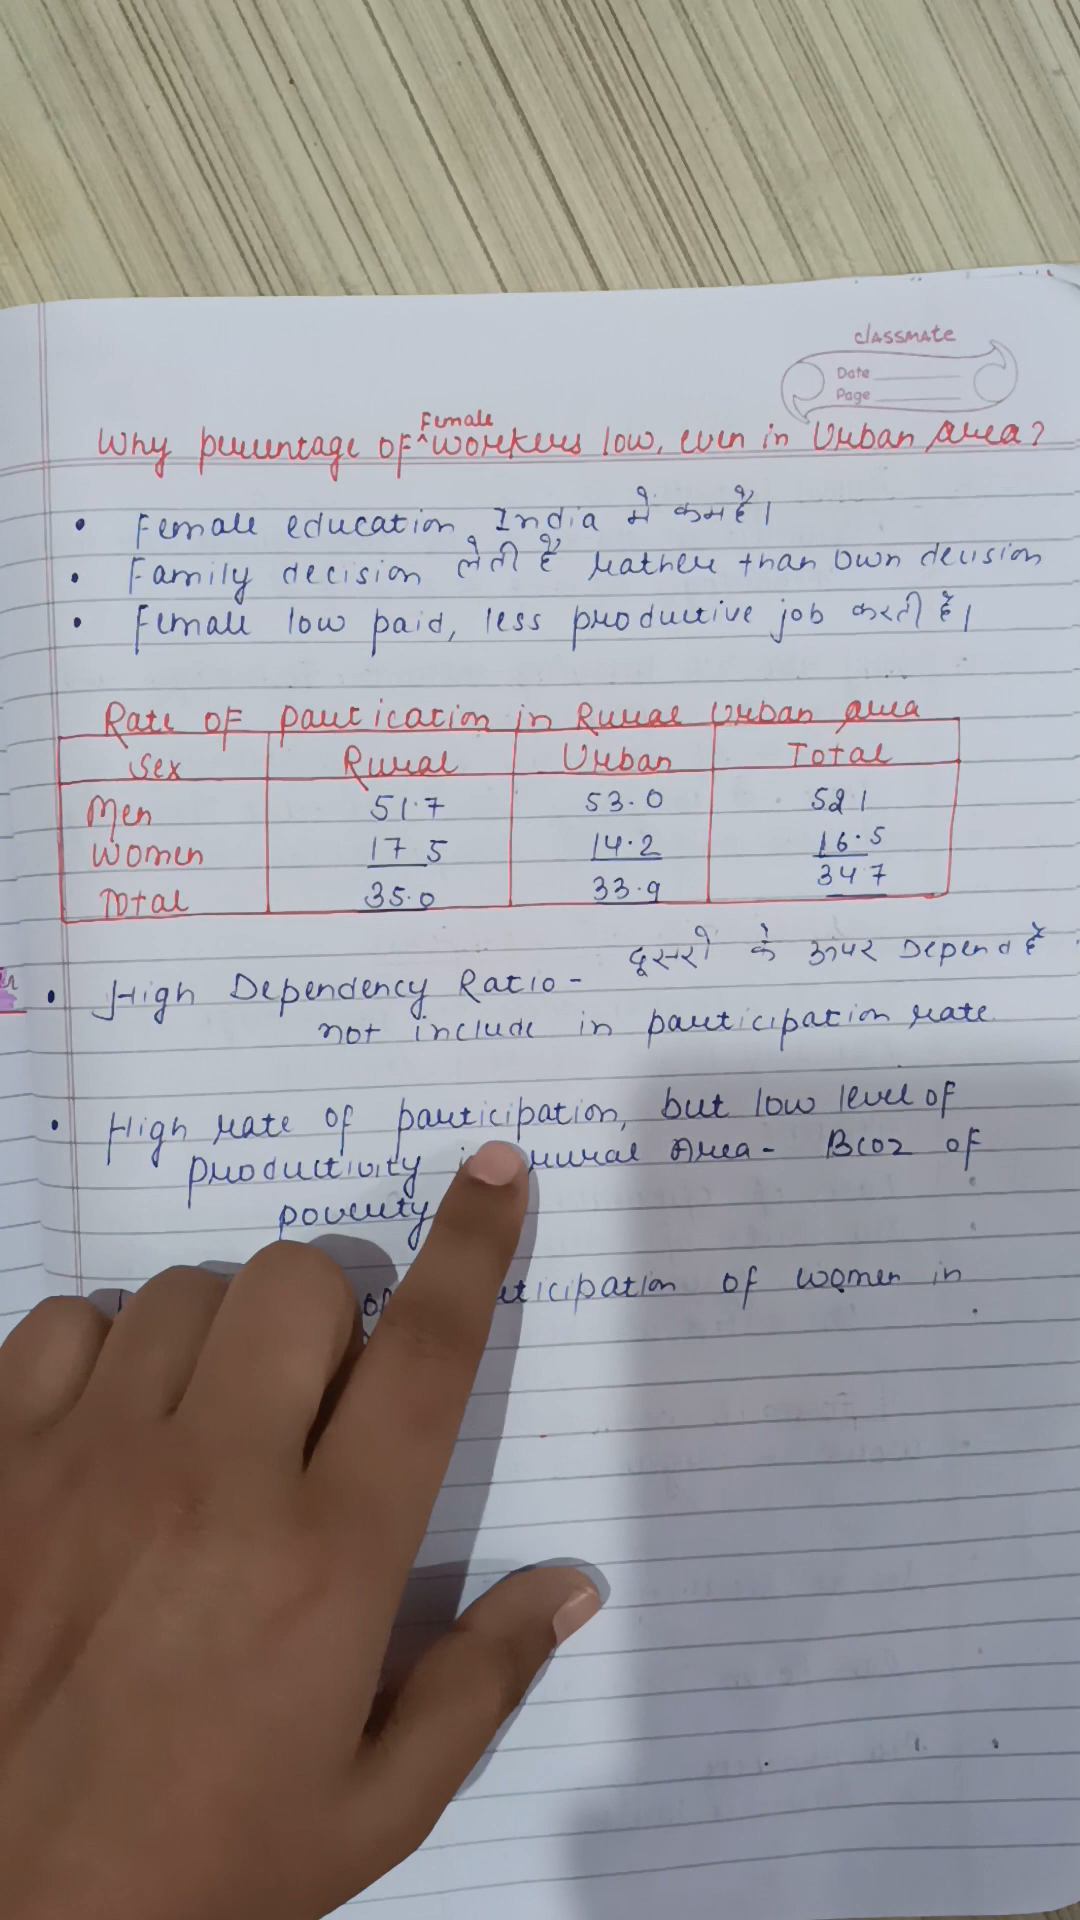 classmate
Date
Page
Why percentage of Female workers low, even in Urban Area?
• Female education India में कम है।
• Family decision लेती हैं rather than own decision
• Female low paid, less productive job करती हैं।
Rate of partication in Rural Urban area
Sex Rural Urban Total
Men 51.7 53.0 52.1
Women 17.5 14.2 16.5
Total 35.0 33.9 34.7
• High Dependency Ratio - दूसरो के ऊपर Depend हैं
not include in participation rate
• High rate of participation, but low level of
productivity rural Area - Bcoz of
poverty
of participation of women in